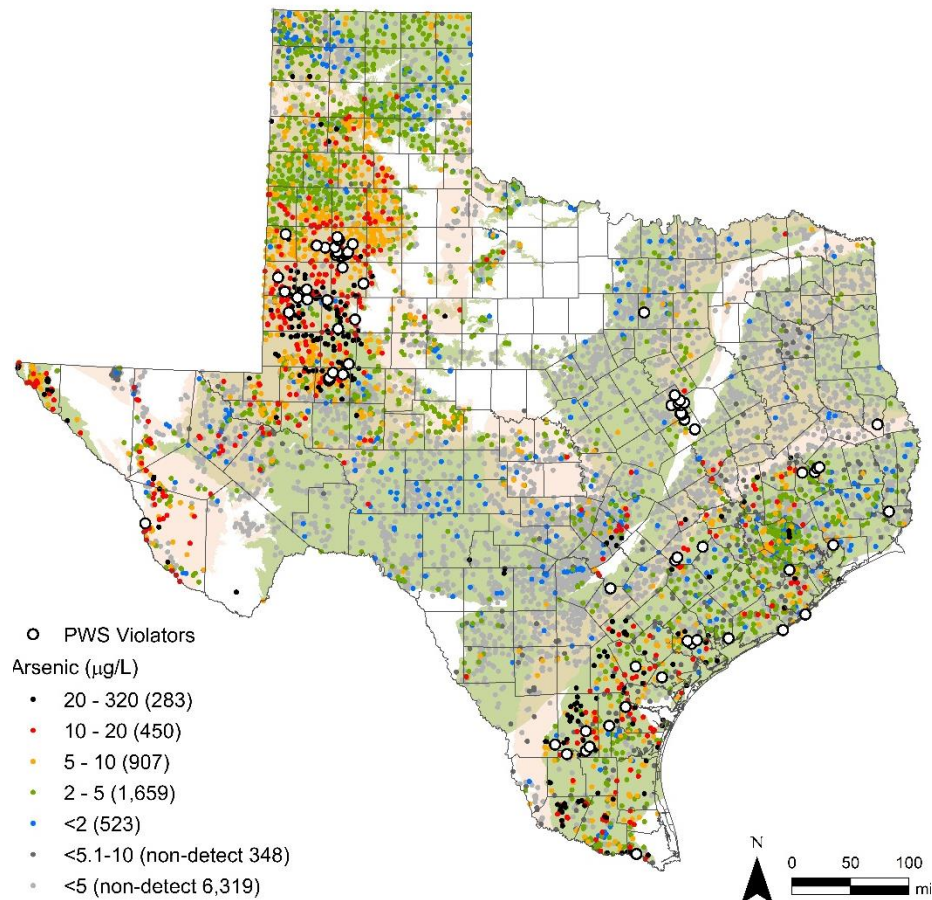 PWS Violators
Arsenic (µg/L)
20 - 320 (283)
10 - 20 (450)
5 - 10 (907)
2 - 5 (1,659)
<2 (523)
<5.1-10 (non-detect 348)
<5 (non-detect 6,319)
N
0 50 100
mi